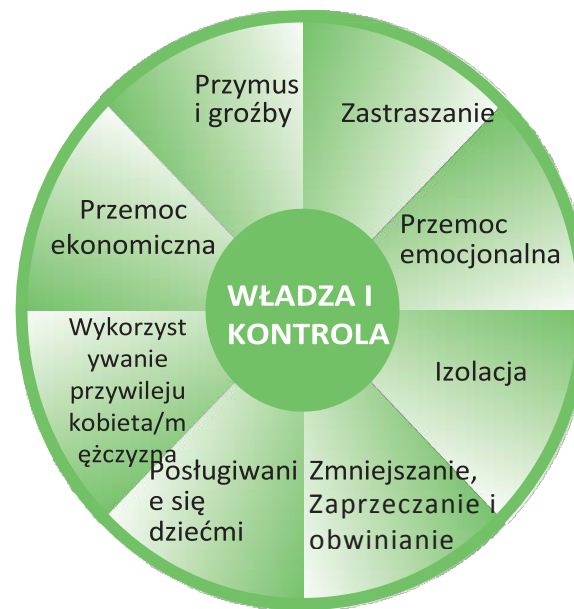 Przymus
i groźby
Zastraszanie
Przemoc
emocjonalna
Izolacja
Zmniejszanie,
Zaprzeczanie i
obwinianie
Posługiwani
e się
dziećmi
Wykorzyst
ywanie
przywileju
kobieta/m
ężczyzna
Przemoc
ekonomiczna
WŁADZA I
KONTROLA